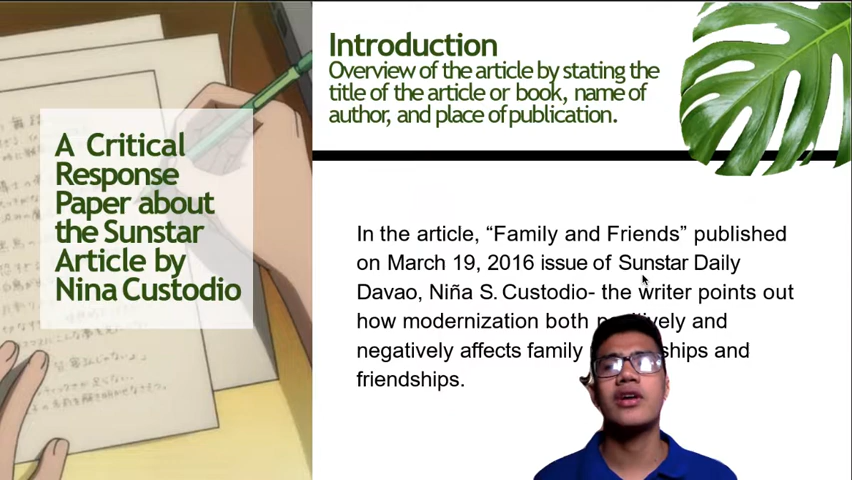 A Critical
Response
Paper about
the Sunstar
Article by
Nina Custodio
Introduction
Overview of the article by stating the
title of the article or book, name of
author, and place of publication.
In the article, “Family and Friends” published
on March 19, 2016 issue of Sunstar Daily
Davao, Niña S. Custodio- the writer points out
how modernization both and
negatively affects family and
friendships.